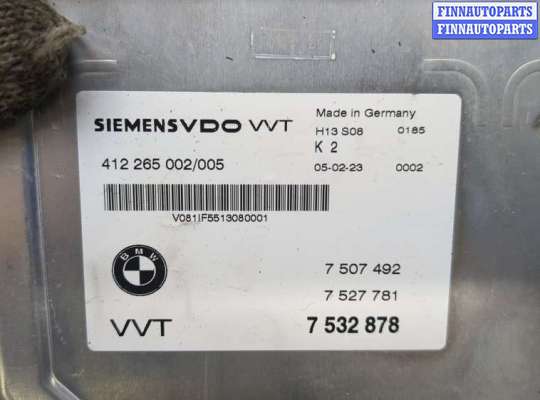 FINNAUTOPARTS
FINNAUTOPARTS
SIEMENSVDO VVT
Made in Germany
H13 S08 0185
K 2
412 265 002/005
05-02-23 0002
V081IF5513080001
BMW
7 507 492
7 527 781
VVT 7 532 878